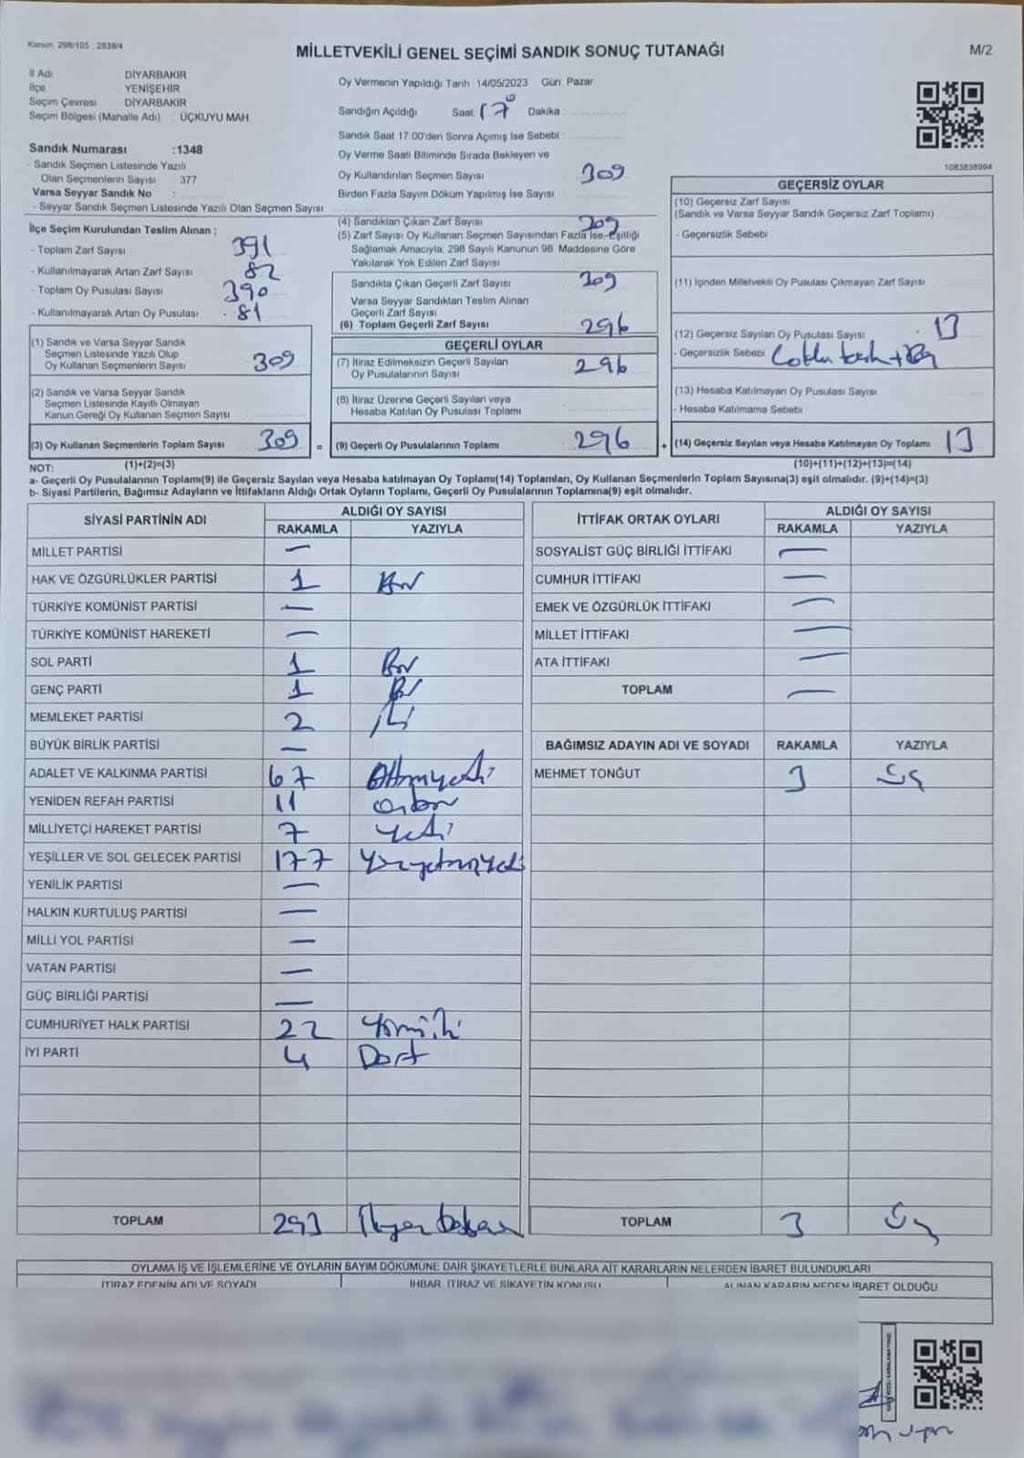 Kanun: 298/105 , 2839/4
MİLLETVEKİLİ GENEL SEÇİMİ SANDIK SONUÇ TUTANAĞI
M/2
İl Adı DİYARBAKIR
İlçe YENİŞEHİR
Seçim Çevresi DİYARBAKIR
Seçim Bölgesi (Mahalle Adı) : ÜÇKUYU MAH.
Sandık Numarası :1348
- Sandık Seçmen Listesinde Yazılı
Olan Seçmenlerin Sayısı 377
Varsa Seyyar Sandık No :
- Seyyar Sandık Seçmen Listesinde Yazılı Olan Seçmen Sayısı
Oy Vermenin Yapıldığı Tarih 14/05/2023 Gün: Pazar
Sandığın Açıldığı Saat: 17 Dakika
Sandık Saat 17.00'den Sonra Açımış İse Sebebi
Oy Verme Saati Bitiminde Sırada Bekleyen ve
Oy Kullandırılan Seçmen Sayısı 309
Birden Fazla Sayım Döküm Yapılmış İse Sayısı
1083838994
İlçe Seçim Kurulundan Teslim Alınan ;
- Toplam Zarf Sayısı 391
- Kullanılmayarak Artan Zarf Sayısı 82
- Toplam Oy Pusulası Sayısı 390
- Kullanılmayarak Artan Oy Pusulası 81
(4) Sandıktan Çıkan Zarf Sayısı 309
(5) Zarf Sayısı Oy Kullanan Seçmen Sayısından Fazla İse, Eşitliği
Sağlamak Amacıyla; 298 Sayılı Kanunun 98. Maddesine Göre
Yakılarak Yok Edilen Zarf Sayısı
Sandıkta Çıkan Geçerli Zarf Sayısı 309
Varsa Seyyar Sandıktan Teslim Alınan
Geçerli Zarf Sayısı
(6) Toplam Geçerli Zarf Sayısı 296
GEÇERSİZ OYLAR
(10) Geçersiz Zarf Sayısı
(Sandık ve Varsa Seyyar Sandık Geçersiz Zarf Toplamı)
- Geçersizlik Sebebi
(11) İçinden Milletvekili Oy Pusulası Çıkmayan Zarf Sayısı
(12) Geçersiz Sayılan Oy Pusulası Sayısı 13
- Geçersizlik Sebebi
(13) Hesaba Katılmayan Oy Pusulası Sayısı
- Hesaba Katılmama Sebebi
(1) Sandık ve Varsa Seyyar Sandık
Seçmen Listesinde Yazılı Olup
Oy Kullanan Seçmenlerin Sayısı 309
(2) Sandık ve Varsa Seyyar Sandık
Seçmen Listesinde Kayıtlı Olmayan
Kanun Gereği Oy Kullanan Seçmen Sayısı
GEÇERLİ OYLAR
(7) İtiraz Edilmeksizin Geçerli Sayılan
Oy Pusulalarının Sayısı 296
(8) İtiraz Üzerine Geçerli Sayılan veya
Hesaba Katılan Oy Pusulası Toplamı
(3) Oy Kullanan Seçmenlerin Toplam Sayısı 309 = (9) Geçerli Oy Pusulalarının Toplamı 296 + (14) Geçersiz Sayılan veya Hesaba Katılmayan Oy Toplamı 13
NOT: (1)+(2)=(3) (10)+(11)+(12)+(13)=(14)
a- Geçerli Oy Pusulalarının Toplamı(9) ile Geçersiz Sayılan veya Hesaba katılmayan Oy Toplamı(14) Toplamları, Oy Kullanan Seçmenlerin Toplam Sayısına(3) eşit olmalıdır. (9)+(14)=(3)
b- Siyasi Partilerin, Bağımsız Adayların ve İttifakların Aldığı Ortak Oyların Toplamı, Geçerli Oy Pusulalarının Toplamına(9) eşit olmalıdır.
SİYASİ PARTİNİN ADI ALDIĞI OY SAYISI
RAKAMLA YAZIYLA
MİLLET PARTİSİ —
HAK VE ÖZGÜRLÜKLER PARTİSİ 1 Bir
TÜRKİYE KOMÜNİST PARTİSİ —
TÜRKİYE KOMÜNİST HAREKETİ —
SOL PARTİ 1 Bir
GENÇ PARTİ 1 Bir
MEMLEKET PARTİSİ 2 iki
BÜYÜK BİRLİK PARTİSİ —
ADALET VE KALKINMA PARTİSİ 67 Altmışyedi
YENİDEN REFAH PARTİSİ 11 onbir
MİLLİYETÇİ HAREKET PARTİSİ 7 yedi
YEŞİLLER VE SOL GELECEK PARTİSİ 177 Yüzyetmişyedi
YENİLİK PARTİSİ —
HALKIN KURTULUŞ PARTİSİ —
MİLLİ YOL PARTİSİ —
VATAN PARTİSİ —
GÜÇ BİRLİĞİ PARTİSİ —
CUMHURİYET HALK PARTİSİ 22 Yirmiiki
İYİ PARTİ 4 Dört
TOPLAM 293
İTTİFAK ORTAK OYLARI ALDIĞI OY SAYISI
RAKAMLA YAZIYLA
SOSYALİST GÜÇ BİRLİĞİ İTTİFAKI —
CUMHUR İTTİFAKI —
EMEK VE ÖZGÜRLÜK İTTİFAKI —
MİLLET İTTİFAKI —
ATA İTTİFAKI —
TOPLAM —
BAĞIMSIZ ADAYIN ADI VE SOYADI RAKAMLA YAZIYLA
MEHMET TONĞUT 3 Üç
TOPLAM 3 Üç
OYLAMA İŞ VE İŞLEMLERİNE VE OYLARIN SAYIM DÖKÜMÜNE DAİR ŞİKAYETLERLE BUNLARA AİT KARARLARIN NELERDEN İBARET BULUNDUKLARI
İTİRAZ EDENİN ADI VE SOYADI İHBAR, İTİRAZ VE ŞİKAYETİN KONUSU ALINAN KARARIN NEDEN İBARET OLDUĞU